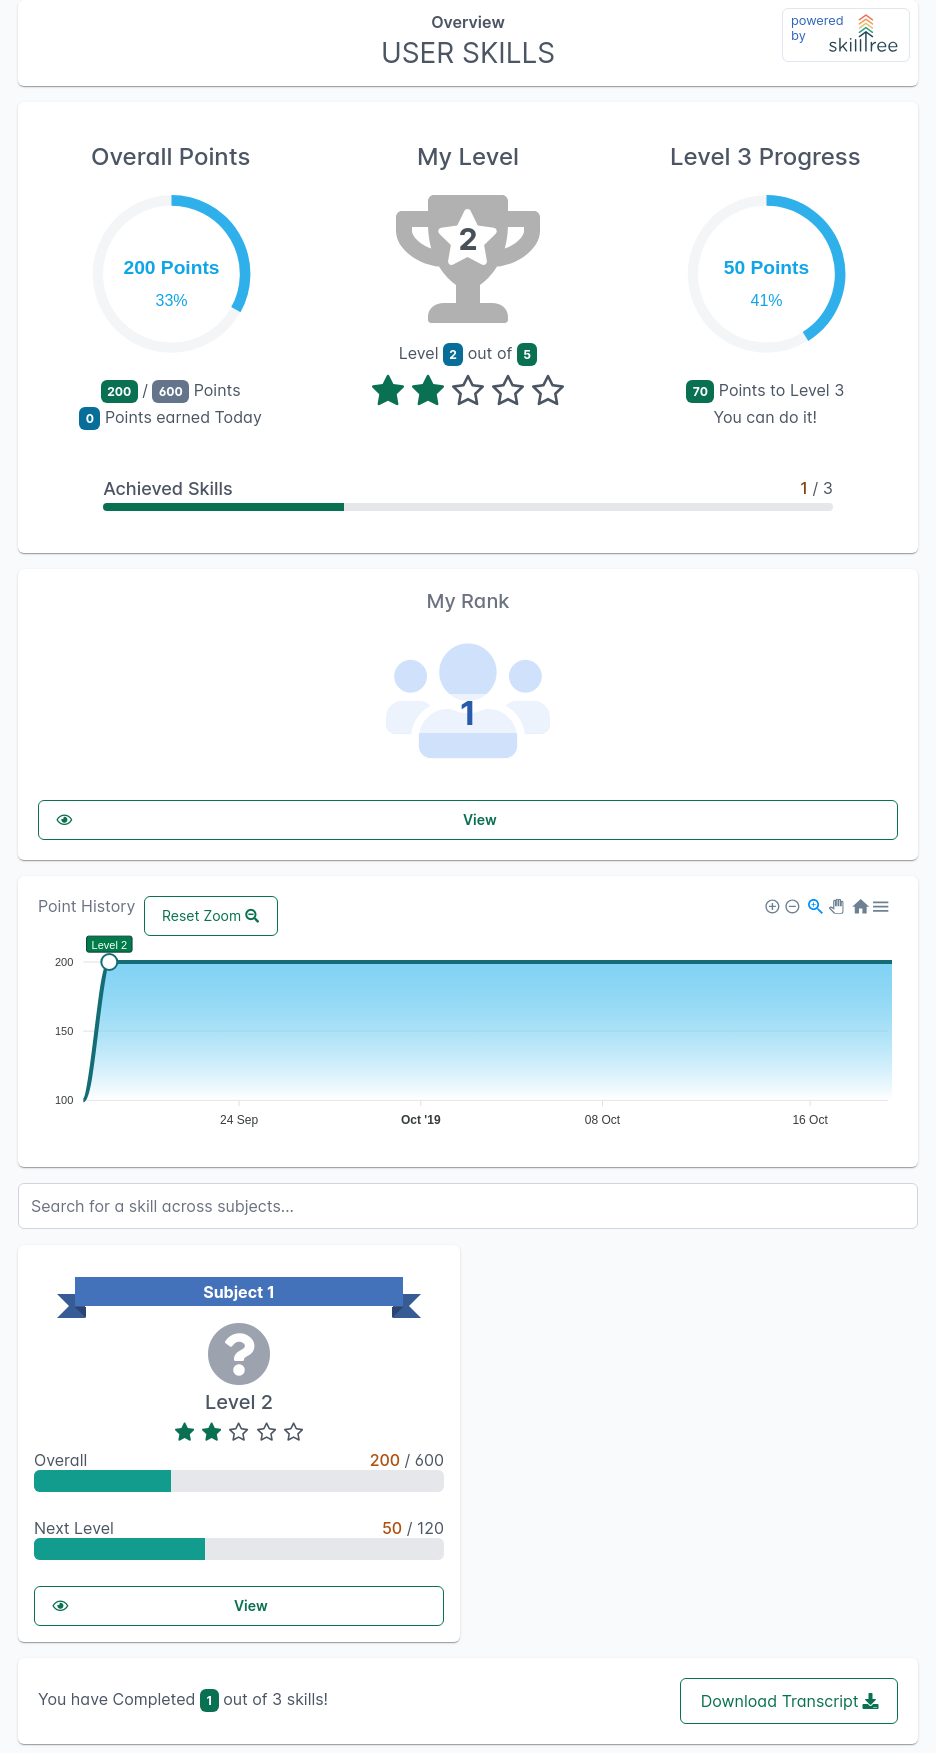 Overview
USER SKILLS
powered
by
skilltree
Overall Points
200 Points
33%
200 / 600 Points
0 Points earned Today
My Level
2
Level 2 out of 5
Level 3 Progress
50 Points
41%
70 Points to Level 3
You can do it!
Achieved Skills 1 / 3
My Rank
1
View
Point History
Reset Zoom
Level 2
200
150
100
24 Sep
Oct '19
08 Oct
16 Oct
Search for a skill across subjects...
Subject 1
Level 2
Overall 200 / 600
Next Level 50 / 120
View
You have Completed 1 out of 3 skills!
Download Transcript